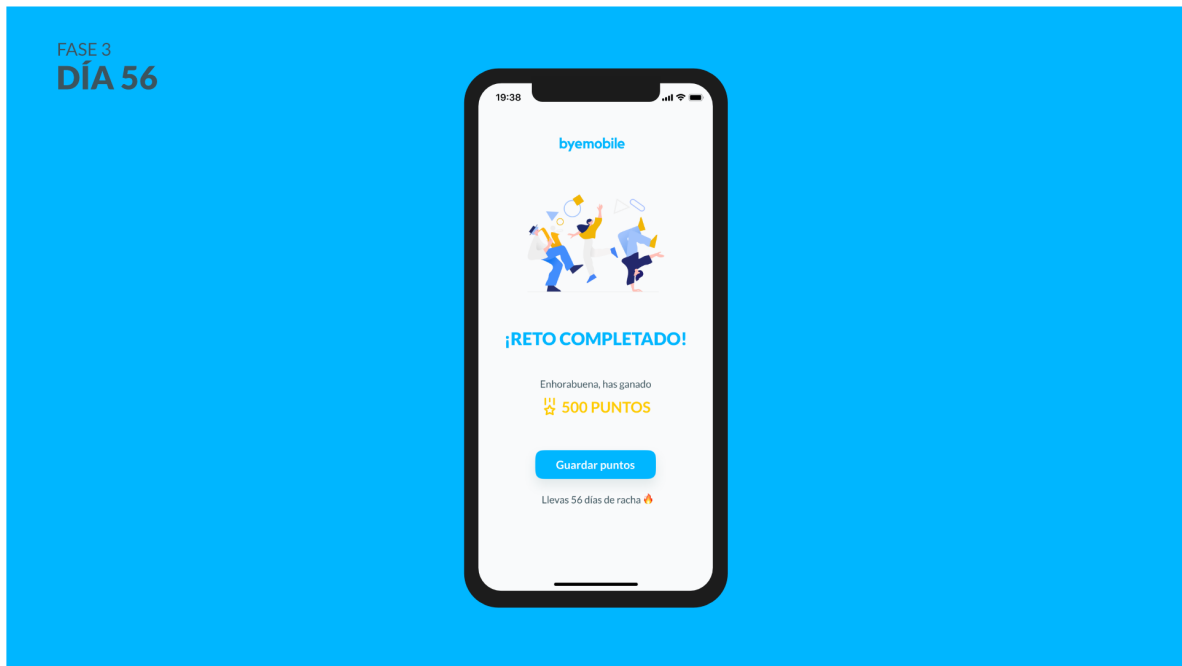 FASE 3
DÍA 56
19:38
byemobile
¡RETO COMPLETADO!
Enhorabuena, has ganado
500 PUNTOS
Guardar puntos
Llevas 56 días de racha 🔥